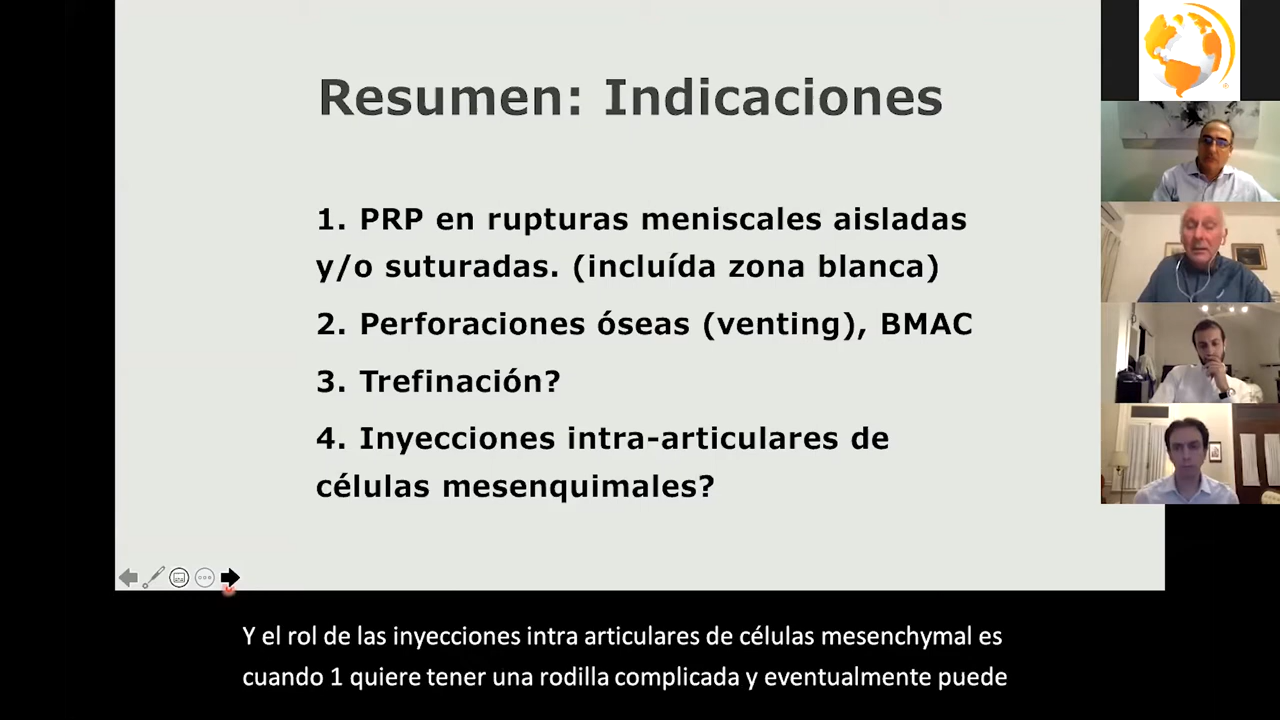 Resumen: Indicaciones
1. PRP en rupturas meniscales aisladas
y/o suturadas. (incluída zona blanca)
2. Perforaciones óseas (venting), BMAC
3. Trefinación?
4. Inyecciones intra-articulares de
células mesenquimales?
Y el rol de las inyecciones intra articulares de células mesenchymal es
cuando 1 quiere tener una rodilla complicada y eventualmente puede